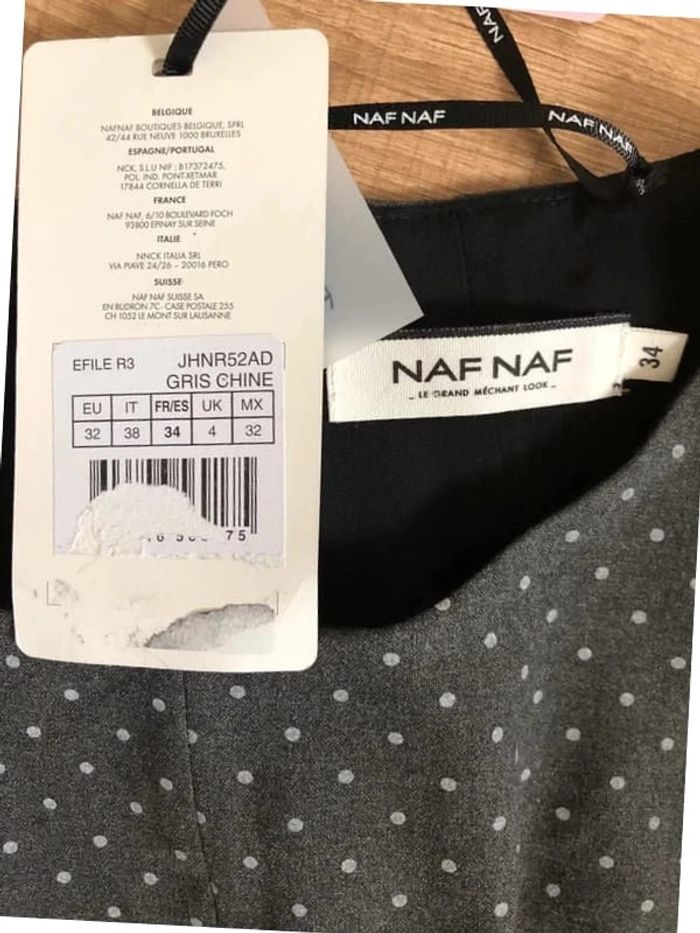 BELGIQUE
NAFNAF BOUTIQUES BELGIQUE, SPRL
42/44 RUE NEUVE 1000 BRUXELLES
ESPAGNE/PORTUGAL
NCK, S.L.U NIF : B17372475,
POL. IND. PONT-XETMAR
17844 CORNELLA DE TERRI
FRANCE
NAF NAF, 6/10 BOULEVARD FOCH
93800 EPINAY SUR SEINE
ITALIE
NNCK ITALIA SRL
VIA PIAVE 24/26 – 20016 PERO
SUISSE
NAF NAF SUISSE SA
EN BUDRON 7C- CASE POSTALE 255
CH 1052 LE MONT SUR LAUSANNE
EFILE R3 JHNR52AD
GRIS CHINE
EU IT FR/ES UK MX
32 38 34 4 32
75
NAF NAF
NAF NAF
NAF
NAF NAF
_ LE GRAND MÉCHANT LOOK _
34